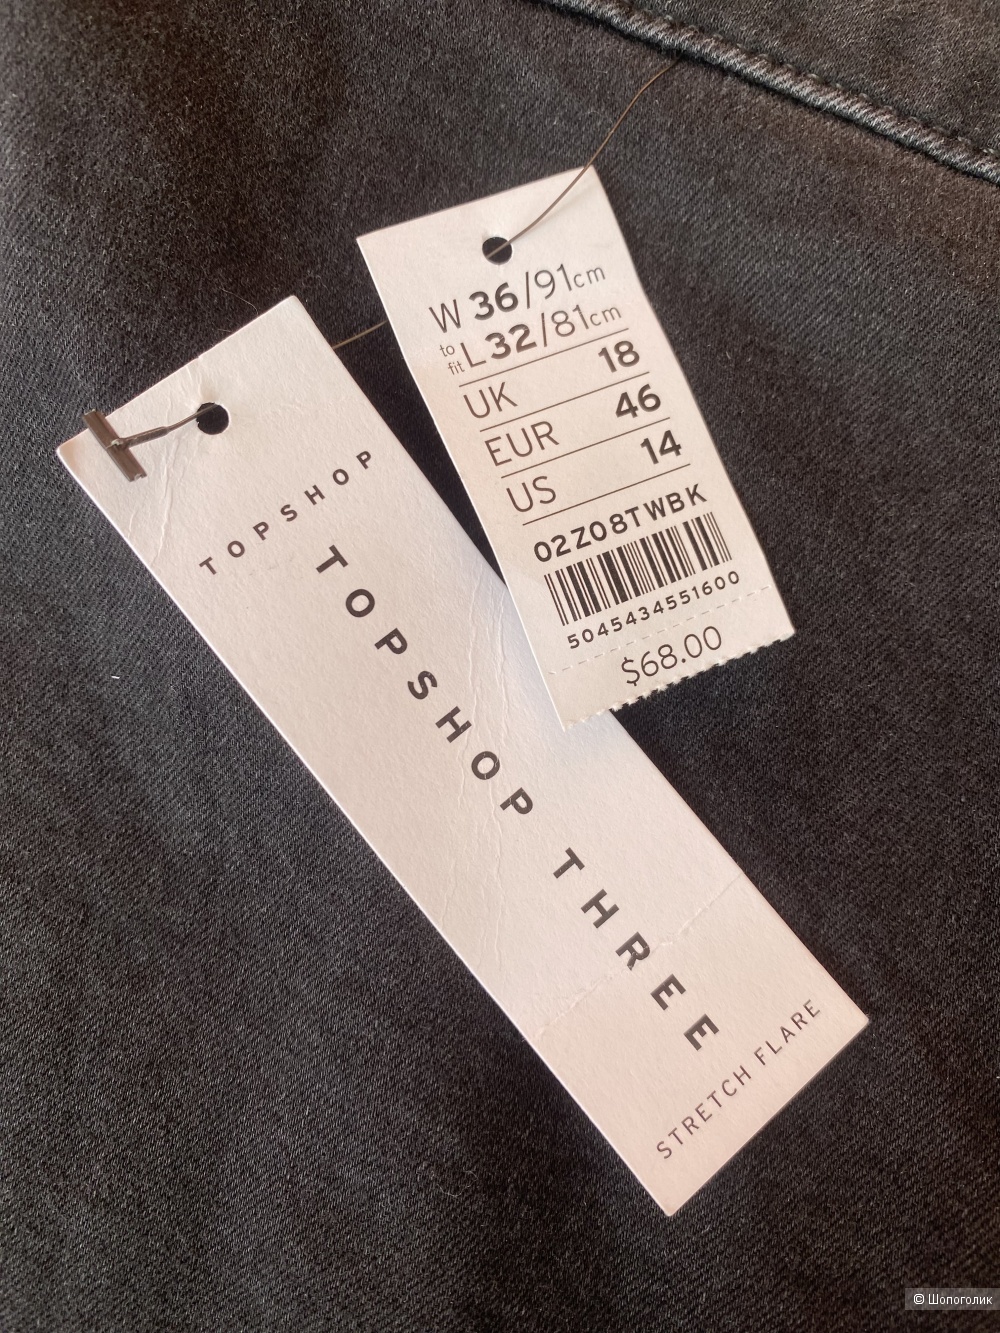 W 36/91cm
to fit L 32/81cm
UK 18
EUR 46
US 14
02Z08TWBK
5045434551600
$68.00
TOPSHOP
TOPSHOP THREE
STRETCH FLARE
© Шопоголик